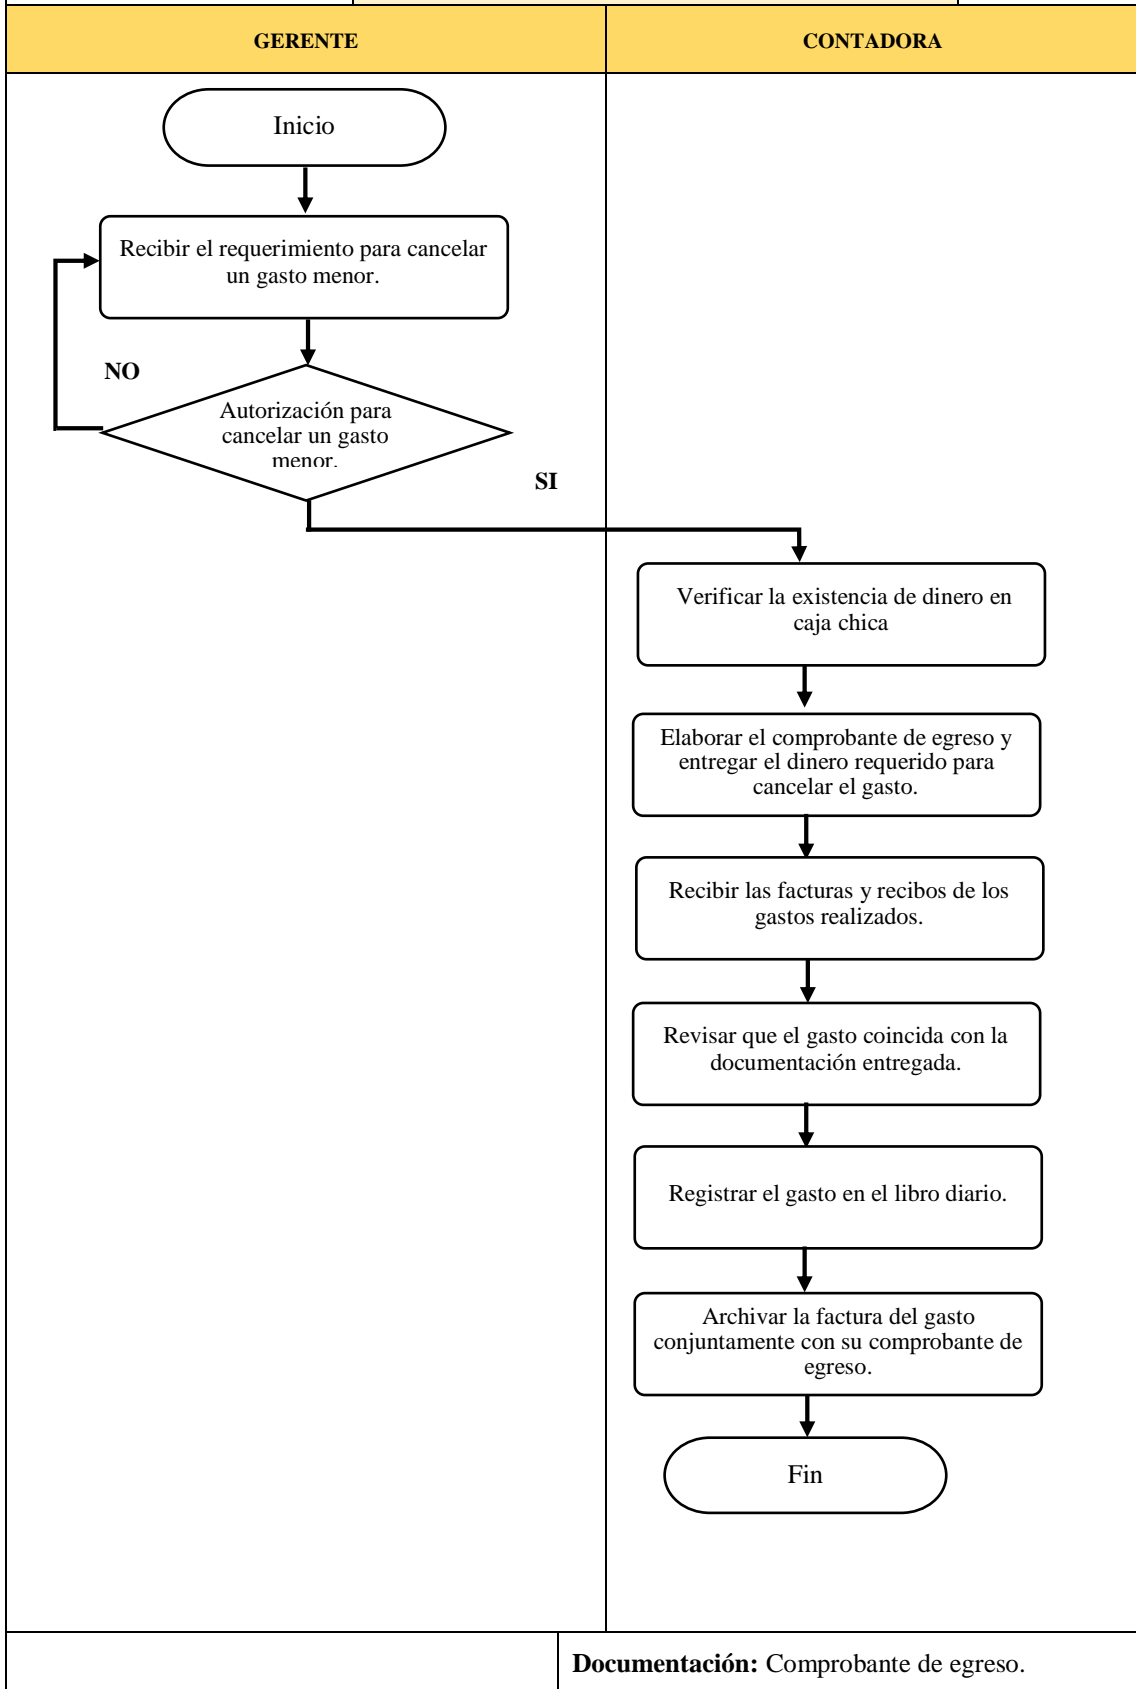 GERENTE
CONTADORA
Inicio
Recibir el requerimiento para cancelar
un gasto menor.
NO
Autorización para
cancelar un gasto
menor.
SI
Verificar la existencia de dinero en
caja chica
Elaborar el comprobante de egreso y
entregar el dinero requerido para
cancelar el gasto.
Recibir las facturas y recibos de los
gastos realizados.
Revisar que el gasto coincida con la
documentación entregada.
Registrar el gasto en el libro diario.
Archivar la factura del gasto
conjuntamente con su comprobante de
egreso.
Fin
Documentación: Comprobante de egreso.